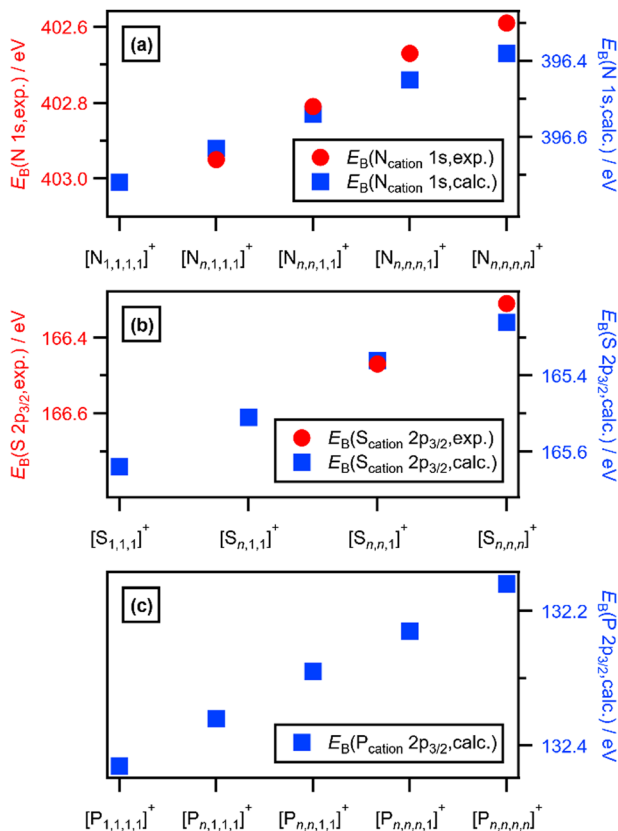 (a)
E_B(N 1s,exp.) / eV
402.6
402.8
403.0
E_B(N 1s,calc.) / eV
396.4
396.6
E_B(N_cation 1s,exp.)
E_B(N_cation 1s,calc.)
[N_1,1,1,1]^+ [N_n,1,1,1]^+ [N_n,n,1,1]^+ [N_n,n,n,1]^+ [N_n,n,n,n]^+
(b)
E_B(S 2p_3/2,exp.) / eV
166.4
166.6
E_B(S 2p_3/2,calc.) / eV
165.4
165.6
E_B(S_cation 2p_3/2,exp.)
E_B(S_cation 2p_3/2,calc.)
[S_1,1,1]^+ [S_n,1,1]^+ [S_n,n,1]^+ [S_n,n,n]^+
(c)
E_B(P 2p_3/2,calc.) / eV
132.2
132.4
E_B(P_cation 2p_3/2,calc.)
[P_1,1,1,1]^+ [P_n,1,1,1]^+ [P_n,n,1,1]^+ [P_n,n,n,1]^+ [P_n,n,n,n]^+